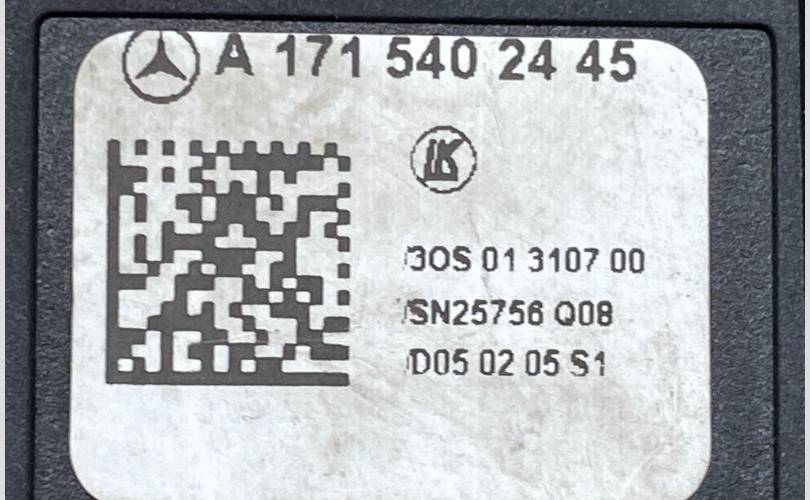 A 171 540 24 45
K
/3OS 01 3107 00
/SN25756 Q08
/D05 02 05 S1